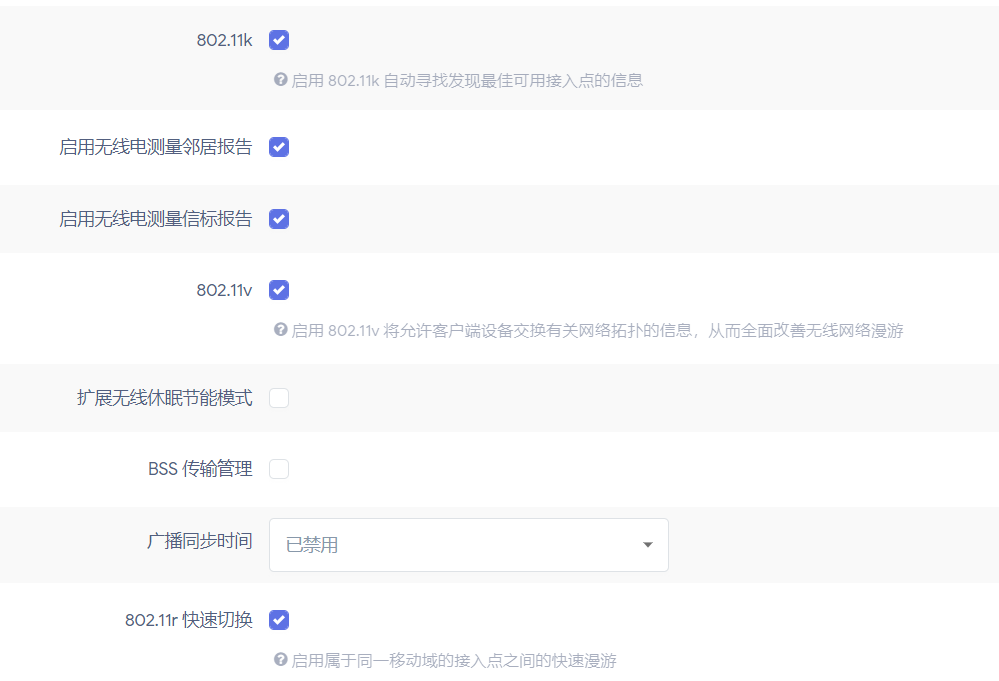 802.11k
启用 802.11k 自动寻找发现最佳可用接入点的信息
启用无线电测量邻居报告
启用无线电测量信标报告
802.11v
启用 802.11v 将允许客户端设备交换有关网络拓扑的信息，从而全面改善无线网络漫游
扩展无线休眠节能模式
BSS 传输管理
广播同步时间
已禁用
802.11r 快速切换
启用属于同一移动域的接入点之间的快速漫游